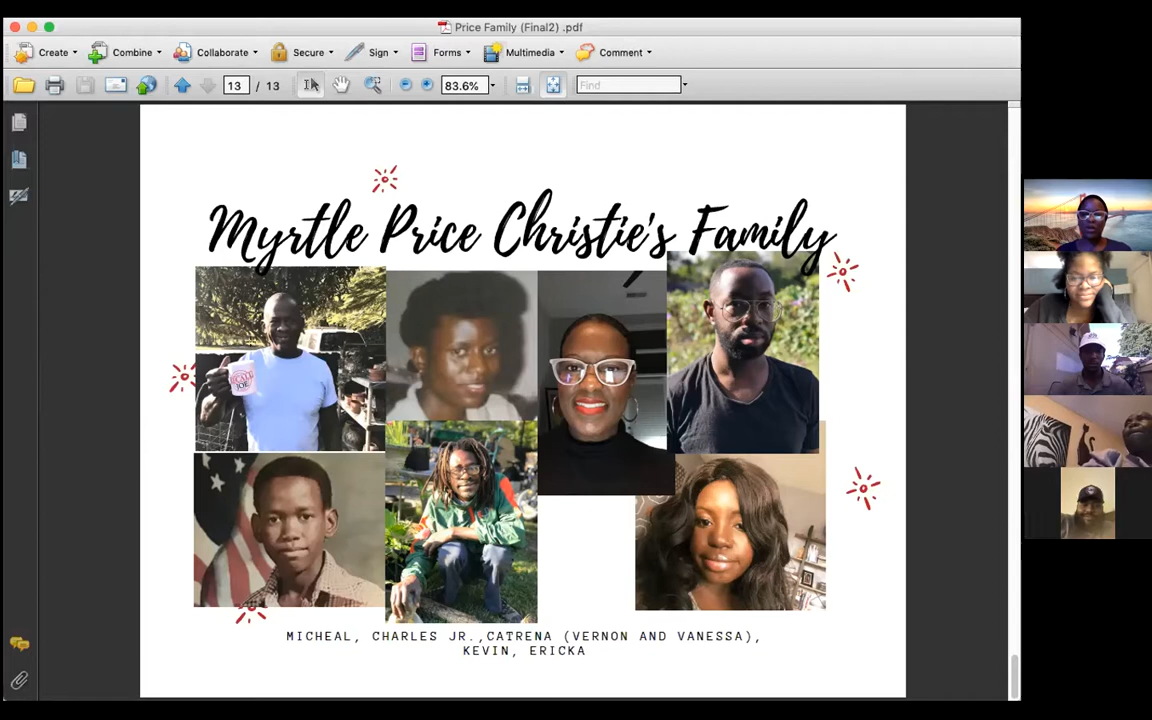 Price Family (Final2) .pdf
Create Combine Collaborate Secure Sign Forms Multimedia Comment
13 / 13 83.6% Find
Myrtle Price Christie's Family
JOE
MICHEAL, CHARLES JR.,CATRENA (VERNON AND VANESSA),
KEVIN, ERICKA